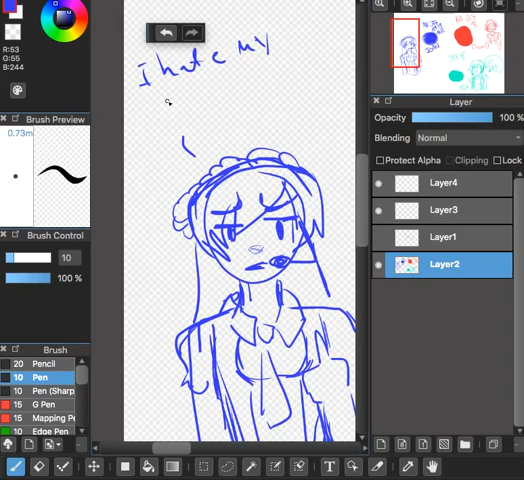 I hate my
R:53
G:55
B:244
Brush Preview
0.73m
Brush Control
10
100 %
Brush
20 Pencil
10 Pen
10 Pen (Sharp
15 G Pen
15 Mapping P
10 Edge Pen
Layer
Opacity 100 %
Blending Normal
Protect Alpha Clipping Lock
Layer4
Layer3
Layer1
Layer2